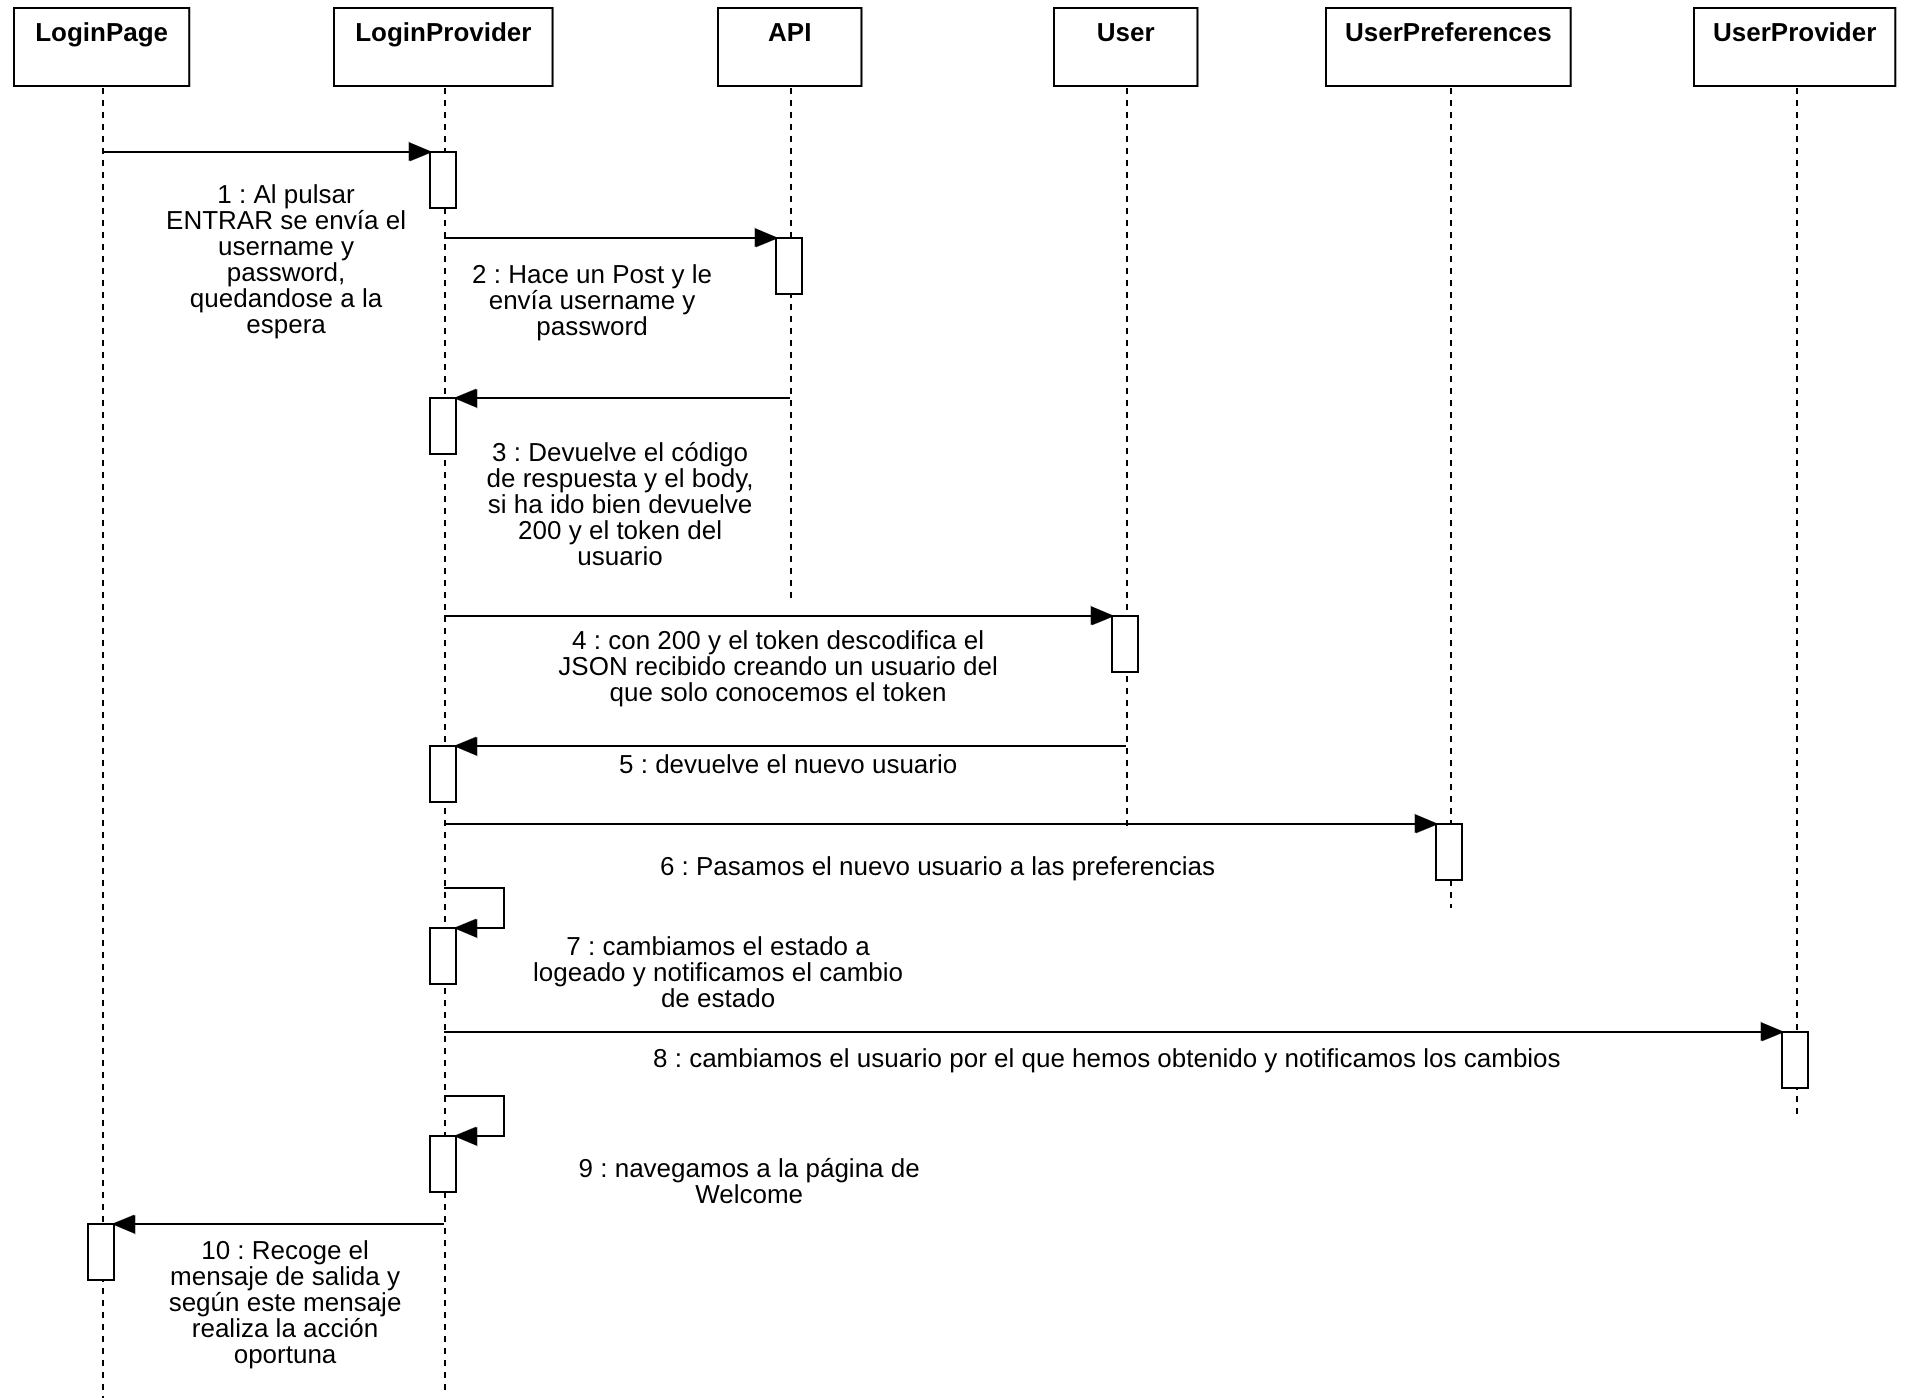 LoginPage
LoginProvider
API
User
UserPreferences
UserProvider
1 : Al pulsar
ENTRAR se envía el
username y
password,
quedandose a la
espera
2 : Hace un Post y le
envía username y
password
3 : Devuelve el código
de respuesta y el body,
si ha ido bien devuelve
200 y el token del
usuario
4 : con 200 y el token descodifica el
JSON recibido creando un usuario del
que solo conocemos el token
5 : devuelve el nuevo usuario
6 : Pasamos el nuevo usuario a las preferencias
7 : cambiamos el estado a
logeado y notificamos el cambio
de estado
8 : cambiamos el usuario por el que hemos obtenido y notificamos los cambios
9 : navegamos a la página de
Welcome
10 : Recoge el
mensaje de salida y
según este mensaje
realiza la acción
oportuna